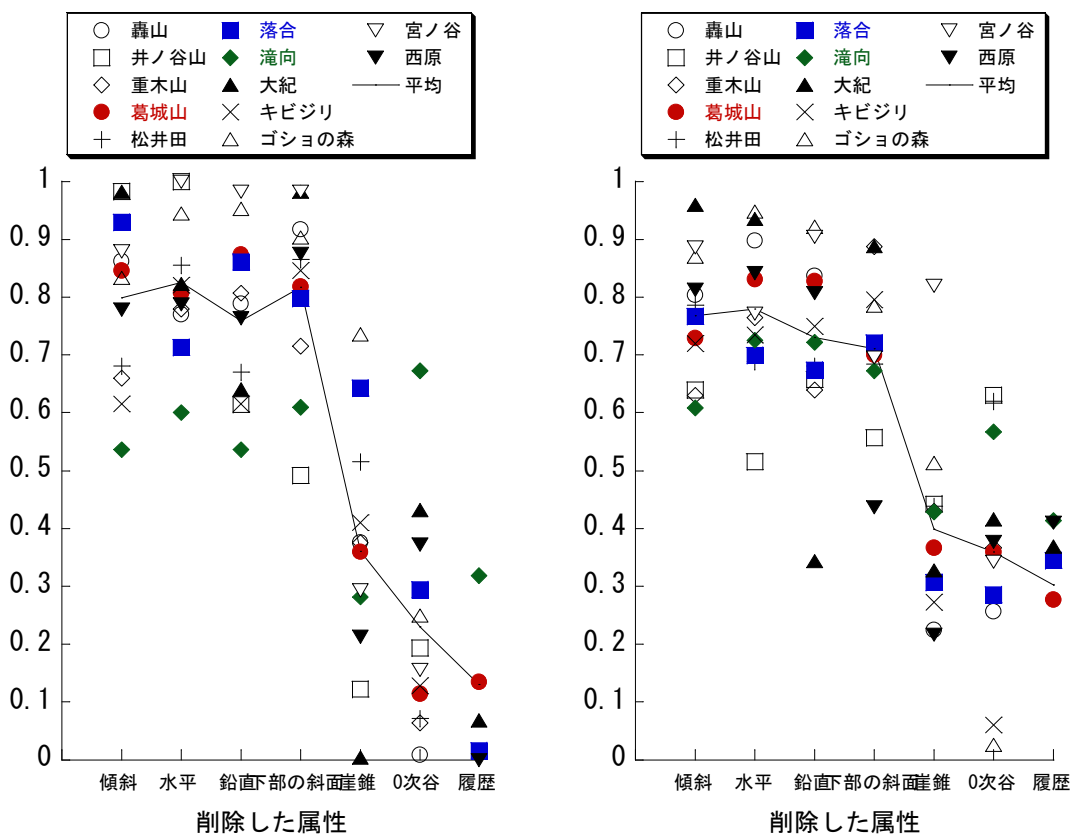 轟山 落合 宮ノ谷
井ノ谷山 滝向 西原
重木山 大紀 平均
葛城山 キビジリ
松井田 ゴショの森
1
0.9
0.8
0.7
0.6
0.5
0.4
0.3
0.2
0.1
0
傾斜 水平 鉛直 下部の斜面 崖錐 0次谷 履歴
削除した属性
轟山 落合 宮ノ谷
井ノ谷山 滝向 西原
重木山 大紀 平均
葛城山 キビジリ
松井田 ゴショの森
1
0.9
0.8
0.7
0.6
0.5
0.4
0.3
0.2
0.1
0
傾斜 水平 鉛直 下部の斜面 崖錐 0次谷 履歴
削除した属性